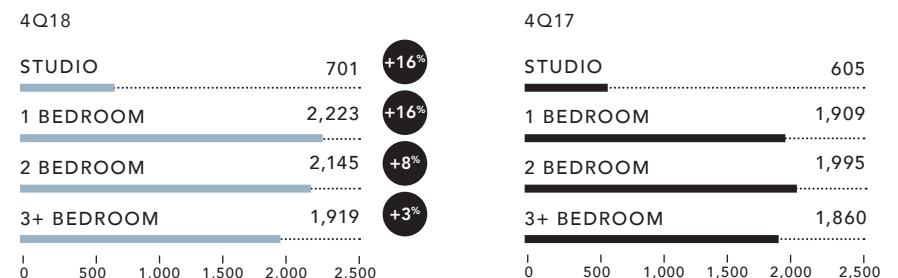 4Q18
STUDIO 701 +16%
1 BEDROOM 2,223 +16%
2 BEDROOM 2,145 +8%
3+ BEDROOM 1,919 +3%
0 500 1,000 1,500 2,000 2,500
4Q17
STUDIO 605
1 BEDROOM 1,909
2 BEDROOM 1,995
3+ BEDROOM 1,860
0 500 1,000 1,500 2,000 2,500